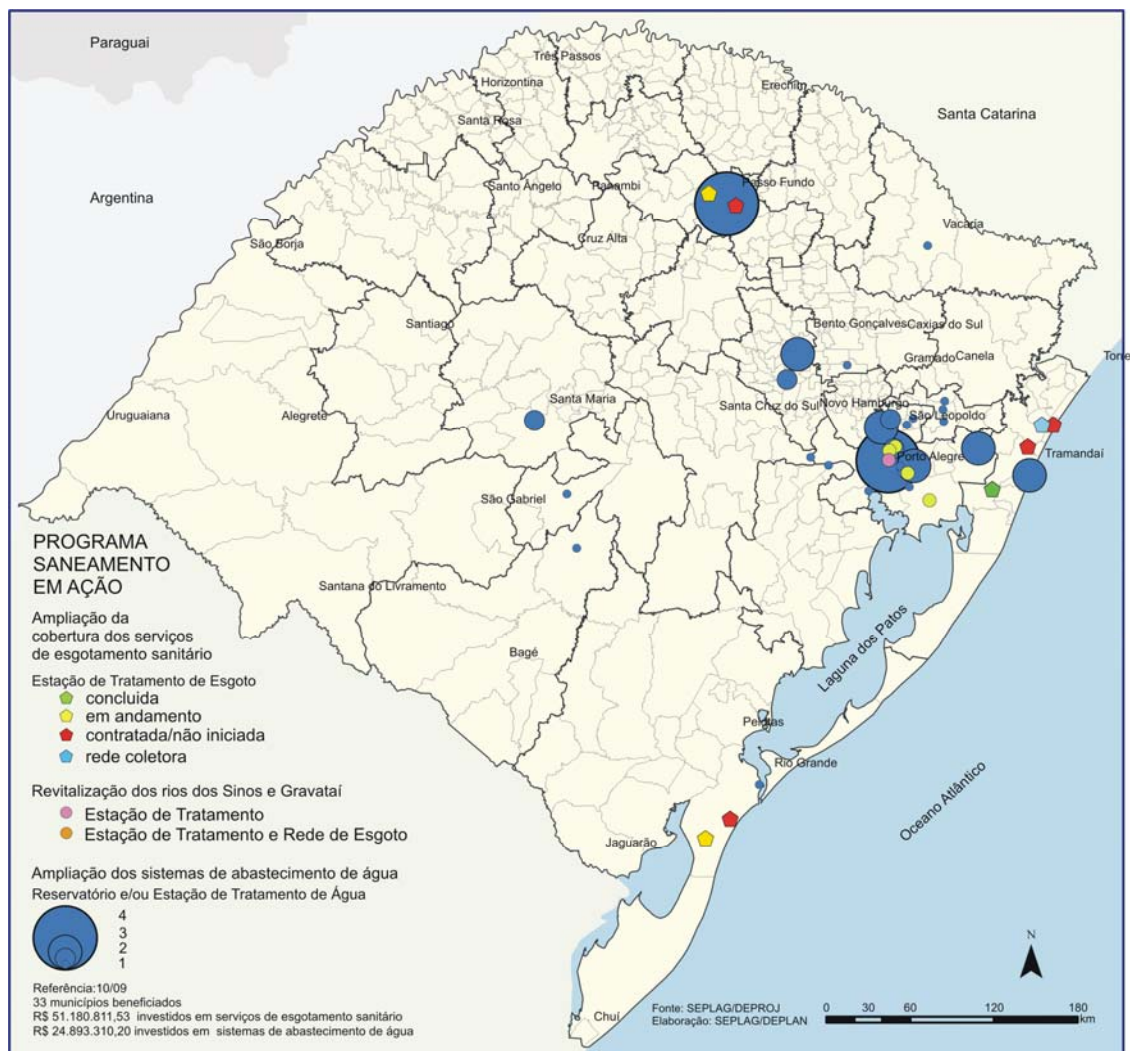 Paraguai
Três Passos
Horizontina
Erechim
Santa Catarina
Santa Rosa
Argentina
Santo Ângelo
Panambi
Passo Fundo
Vacaria
São Borja
Cruz Alta
Santiago
Bento Gonçalves
Caxias do Sul
Gramado
Canela
Torre
Uruguaiana
Alegrete
Santa Maria
Santa Cruz do Sul
Novo Hamburgo
São Leopoldo
Porto Alegre
Tramandaí
São Gabriel
Santana do Livramento
Bagé
Laguna dos Patos
Pelotas
Rio Grande
Oceano Atlântico
Jaguarão
Chuí
PROGRAMA
SANEAMENTO
EM AÇÃO
Ampliação da
cobertura dos serviços
de esgotamento sanitário
Estação de Tratamento de Esgoto
concluida
em andamento
contratada/não iniciada
rede coletora
Revitalização dos rios dos Sinos e Gravataí
Estação de Tratamento
Estação de Tratamento e Rede de Esgoto
Ampliação dos sistemas de abastecimento de água
Reservatório e/ou Estação de Tratamento de Água
4
3
2
1
Referência:10/09
33 municípios beneficiados
R$ 51.180.811,53 investidos em serviços de esgotamento sanitário
R$ 24.893.310,20 investidos em sistemas de abastecimento de água
Fonte: SEPLAG/DEPROJ
Elaboração: SEPLAG/DEPLAN
N
0 30 60 120 180
km